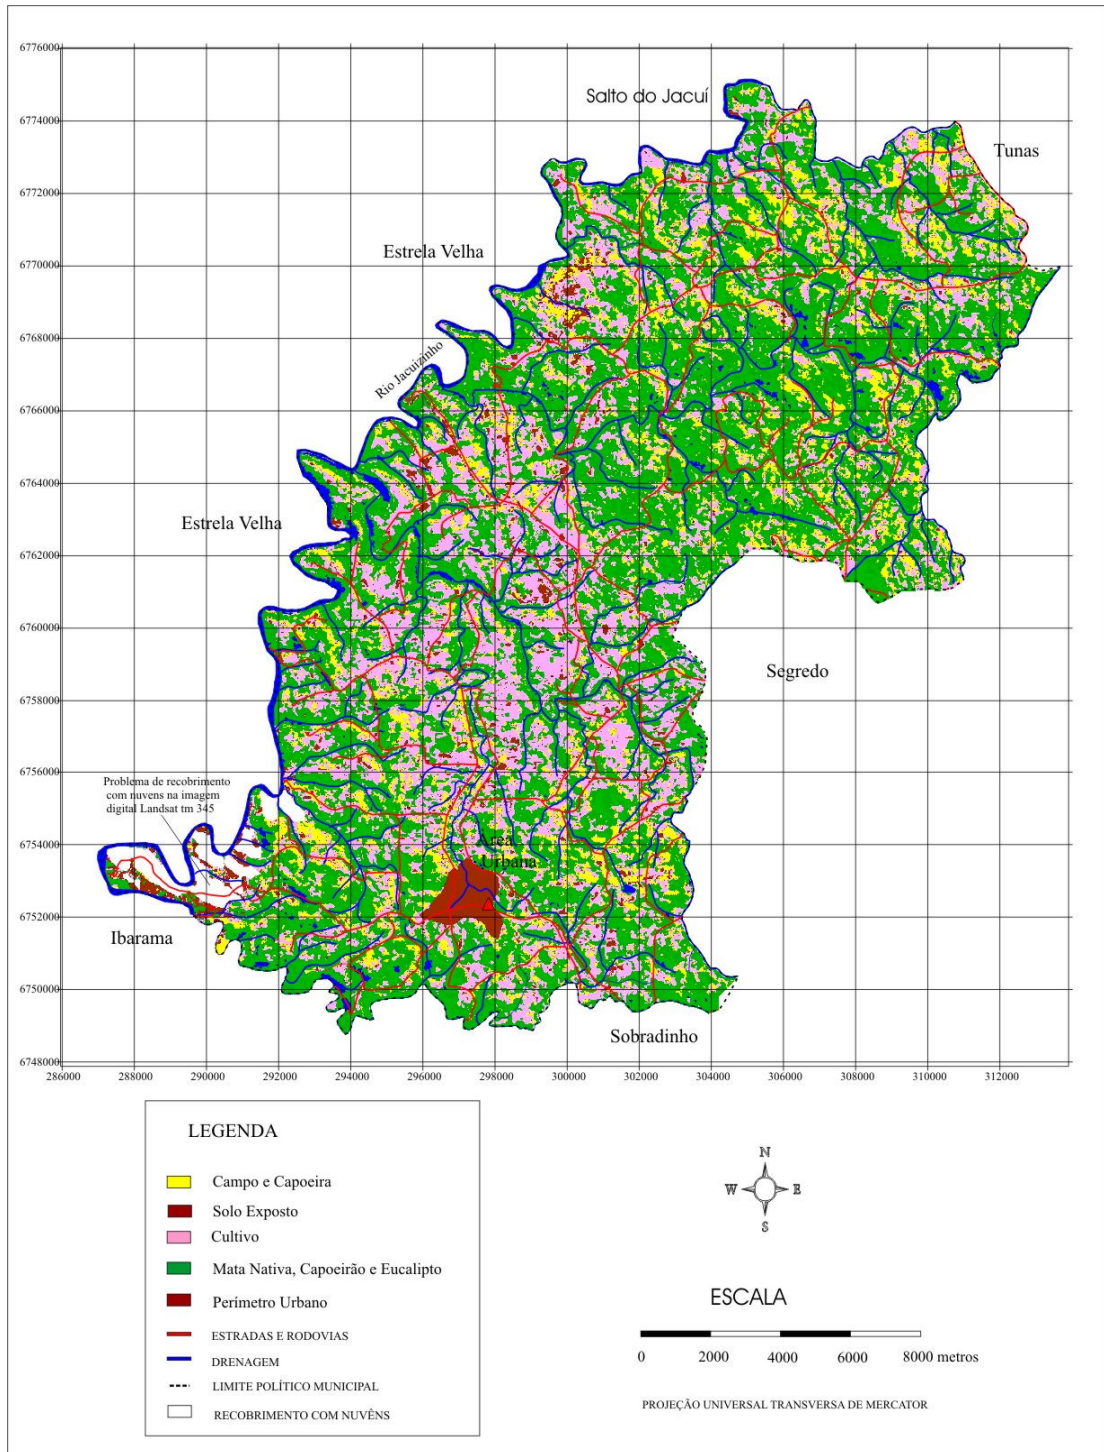 6776000
Salto do Jacuí
6774000
Tunas
6772000
Estrela Velha
6770000
6768000
Rio Jacuizinho
6766000
6764000
Estrela Velha
6762000
6760000
Segredo
6758000
6756000
Problema de recobrimento
com nuvens na imagem
digital Landsat tm 345
6754000
Área
Urbana
6752000
Ibarama
6750000
Sobradinho
6748000
286000 288000 290000 292000 294000 296000 298000 300000 302000 304000 306000 308000 310000 312000
LEGENDA
Campo e Capoeira
Solo Exposto
Cultivo
Mata Nativa, Capoeirão e Eucalipto
Perímetro Urbano
ESTRADAS E RODOVIAS
DRENAGEM
LIMITE POLÍTICO MUNICIPAL
RECOBRIMENTO COM NUVÊNS
N
W E
S
ESCALA
0 2000 4000 6000 8000 metros
PROJEÇÃO UNIVERSAL TRANSVERSA DE MERCATOR